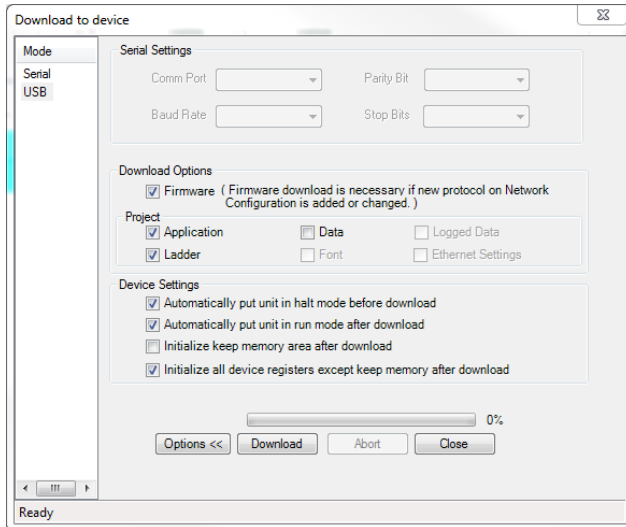 Download to device
Mode
Serial
USB
Serial Settings
Comm Port
Parity Bit
Baud Rate
Stop Bits
Download Options
Firmware ( Firmware download is necessary if new protocol on Network
Configuration is added or changed. )
Project
Application
Data
Logged Data
Ladder
Font
Ethernet Settings
Device Settings
Automatically put unit in halt mode before download
Automatically put unit in run mode after download
Initialize keep memory area after download
Initialize all device registers except keep memory after download
0%
Options << Download Abort Close
Ready